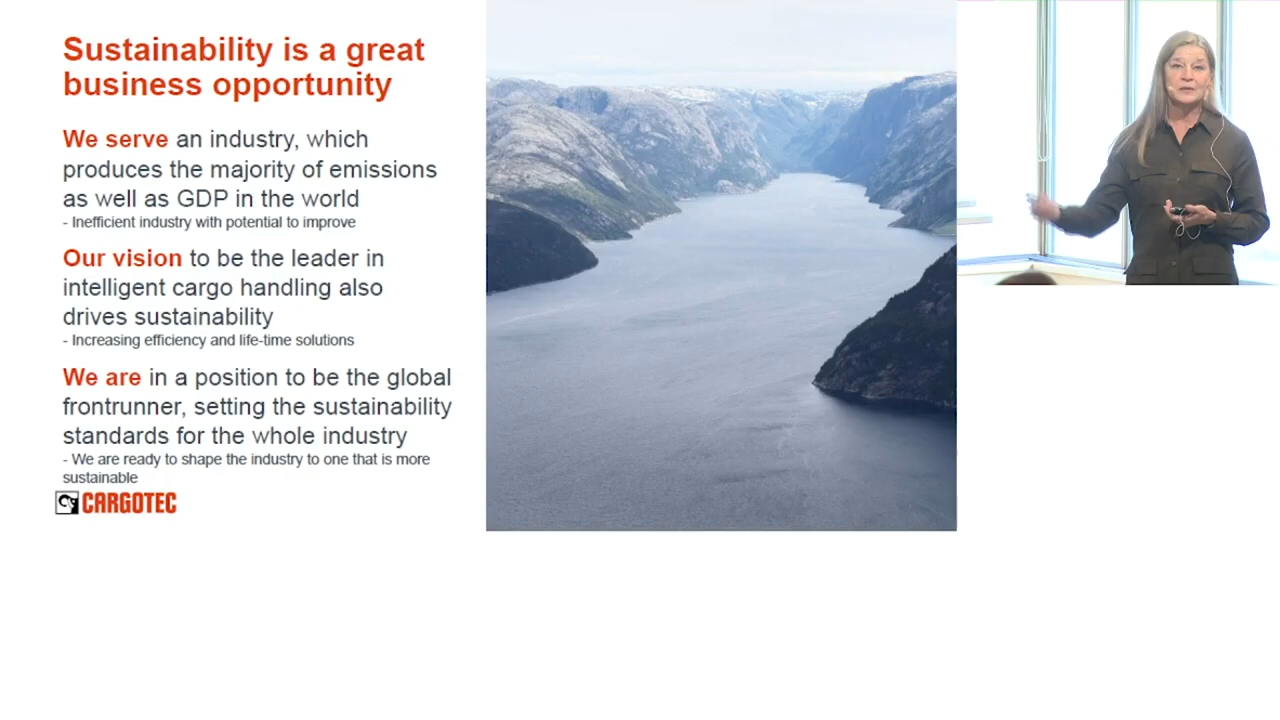 Sustainability is a great
business opportunity
We serve an industry, which
produces the majority of emissions
as well as GDP in the world
- Inefficient industry with potential to improve
Our vision to be the leader in
intelligent cargo handling also
drives sustainability
- Increasing efficiency and life-time solutions
We are in a position to be the global
frontrunner, setting the sustainability
standards for the whole industry
- We are ready to shape the industry to one that is more
sustainable
CARGOTEC